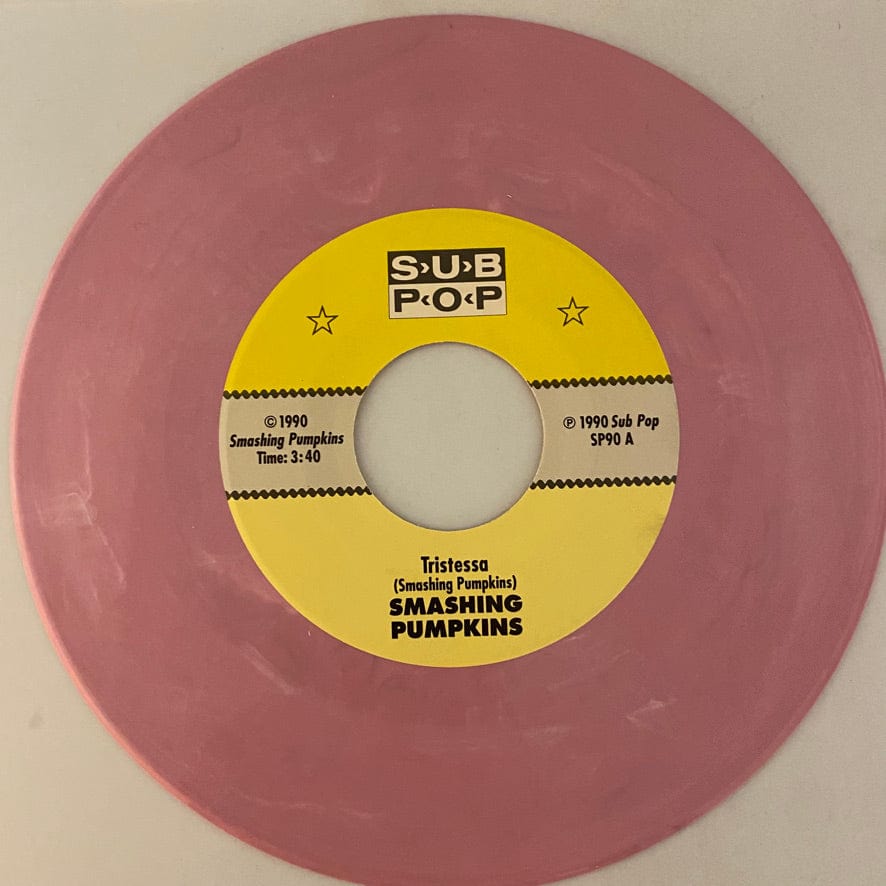 S›U›B
P‹O‹P
© 1990
Smashing Pumpkins
Time: 3:40
℗ 1990 Sub Pop
SP90 A
Tristessa
(Smashing Pumpkins)
SMASHING
PUMPKINS